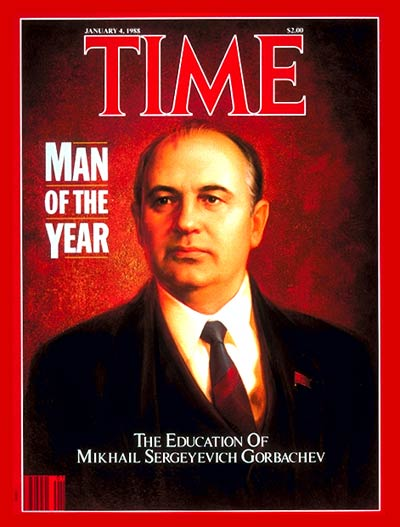 JANUARY 4, 1988 $2.00
TIME
MAN
OF THE
YEAR
THE EDUCATION OF
MIKHAIL SERGEYEVICH GORBACHEV